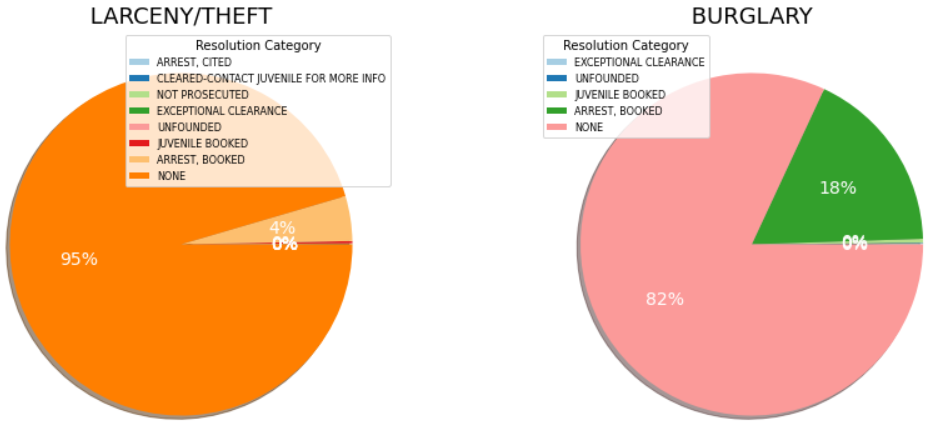 LARCENY/THEFT
Resolution Category
ARREST, CITED
CLEARED-CONTACT JUVENILE FOR MORE INFO
NOT PROSECUTED
EXCEPTIONAL CLEARANCE
UNFOUNDED
JUVENILE BOOKED
ARREST, BOOKED
NONE
4%
0%
95%
BURGLARY
Resolution Category
EXCEPTIONAL CLEARANCE
UNFOUNDED
JUVENILE BOOKED
ARREST, BOOKED
NONE
18%
0%
82%